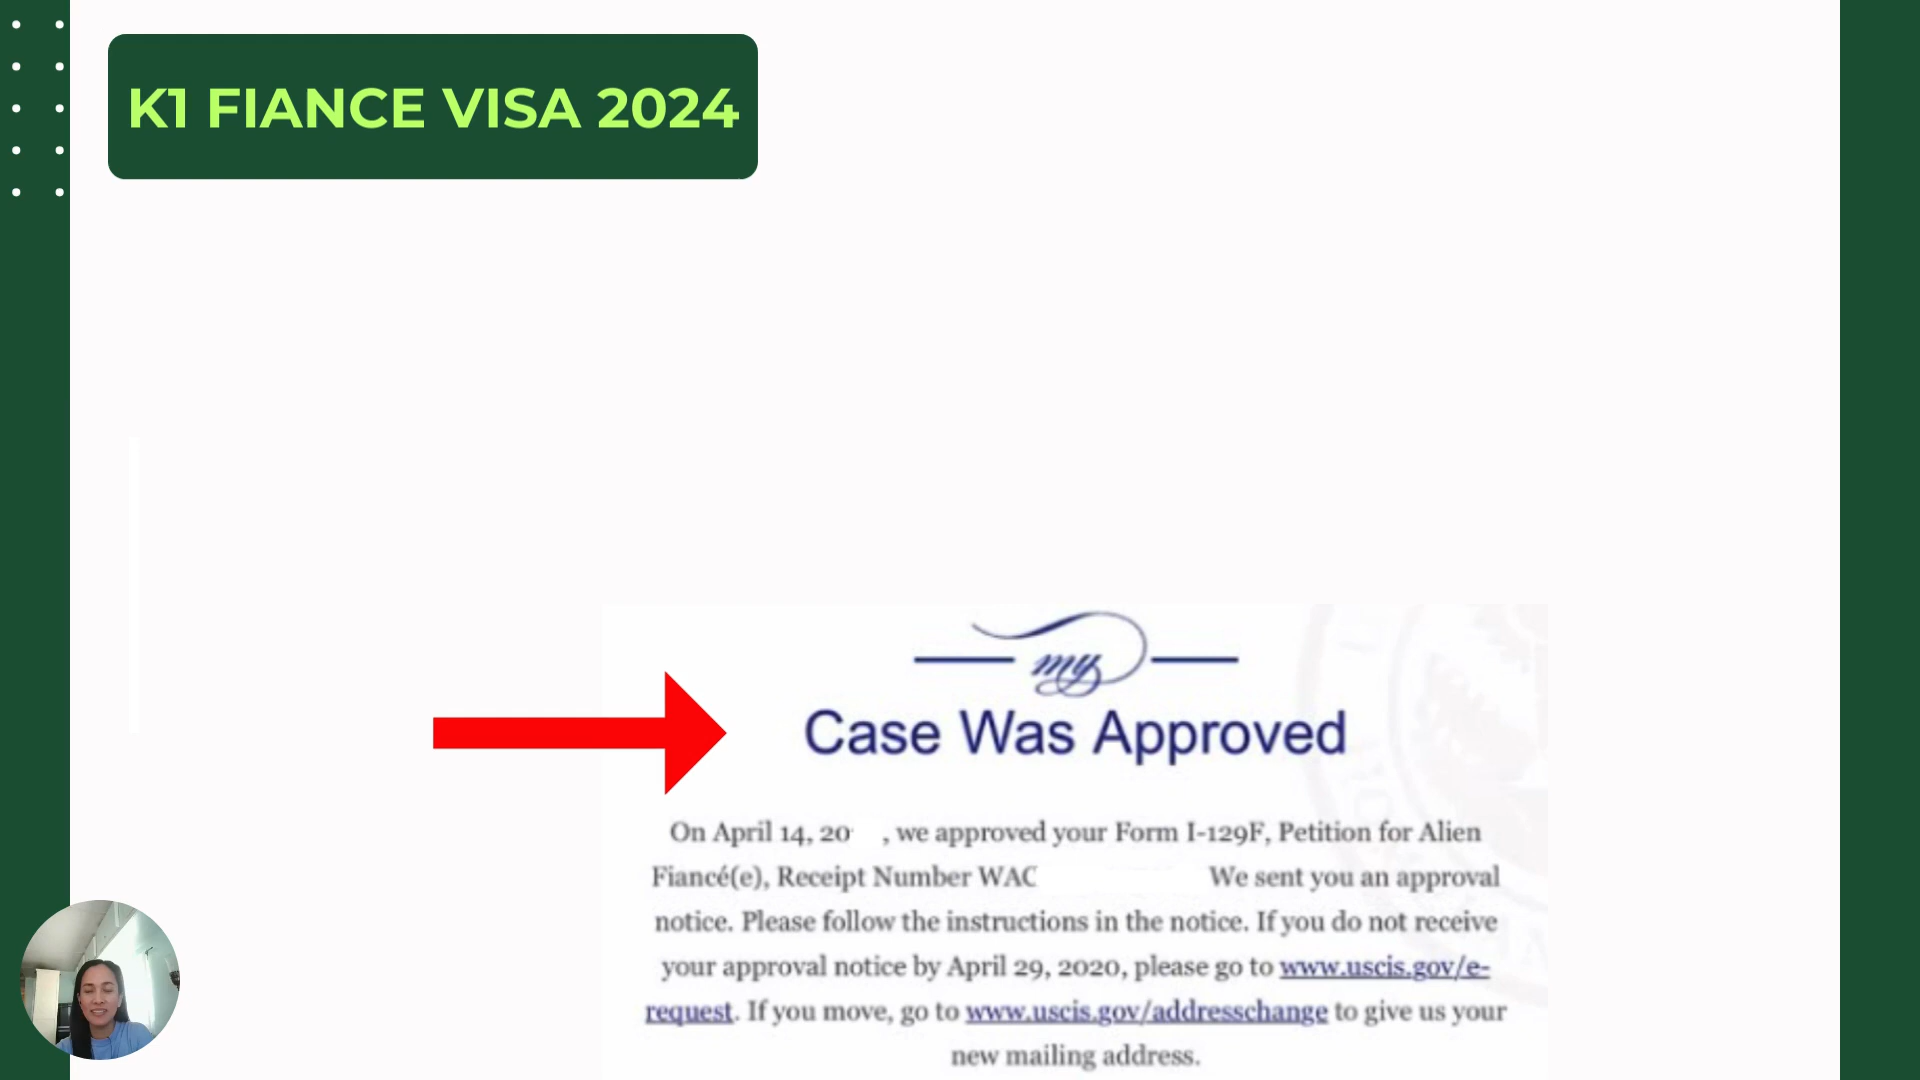 K1 FIANCE VISA 2024
my
Case Was Approved
On April 14, 20 , we approved your Form I-129F, Petition for Alien
Fiancé(e), Receipt Number WAC We sent you an approval
notice. Please follow the instructions in the notice. If you do not receive
your approval notice by April 29, 2020, please go to www.uscis.gov/e-
request. If you move, go to www.uscis.gov/addresschange to give us your
new mailing address.